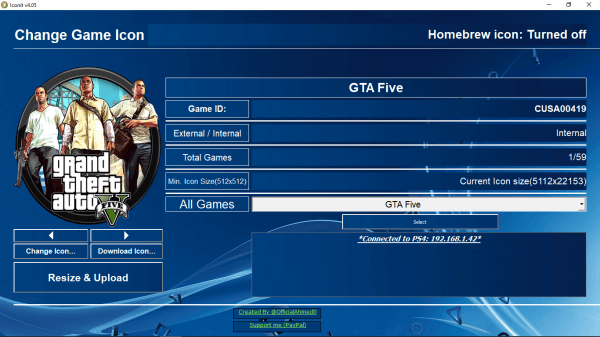 Iconit v4.05
Change Game Icon
Homebrew icon: Turned off
GTA Five
Game ID:
CUSA00419
External / Internal
Internal
Total Games
1/59
Min. Icon Size(512x512)
Current Icon size(5112x22153)
All Games
GTA Five
Select
grand
theft
auto
FIVE
Change Icon...
Download Icon...
Resize & Upload
*Connected to PS4: 192.168.1.42*
Created By @OfficialAhmed0
Support me (PayPal)